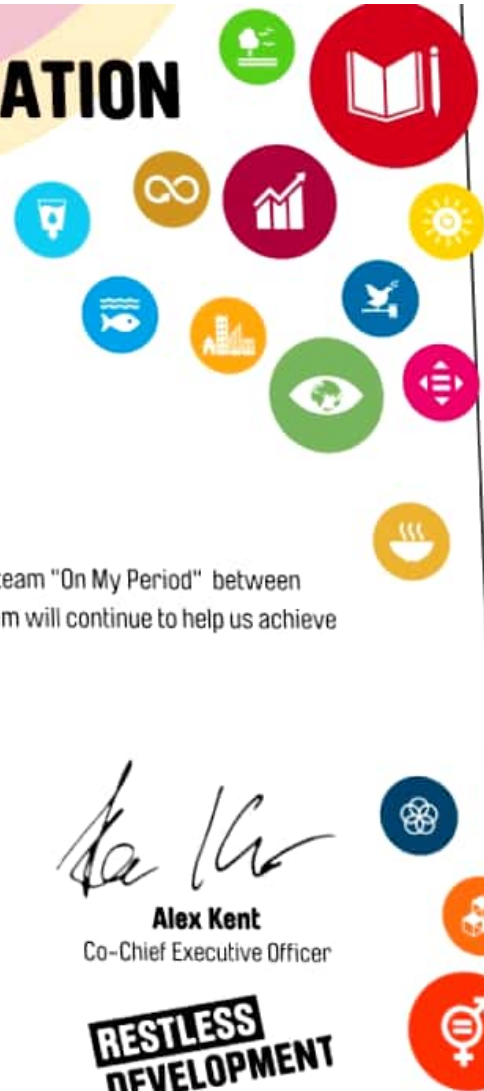 ATION
team "On My Period" between
m will continue to help us achieve
Alex Kent
Co-Chief Executive Officer
RESTLESS
DEVELOPMENT